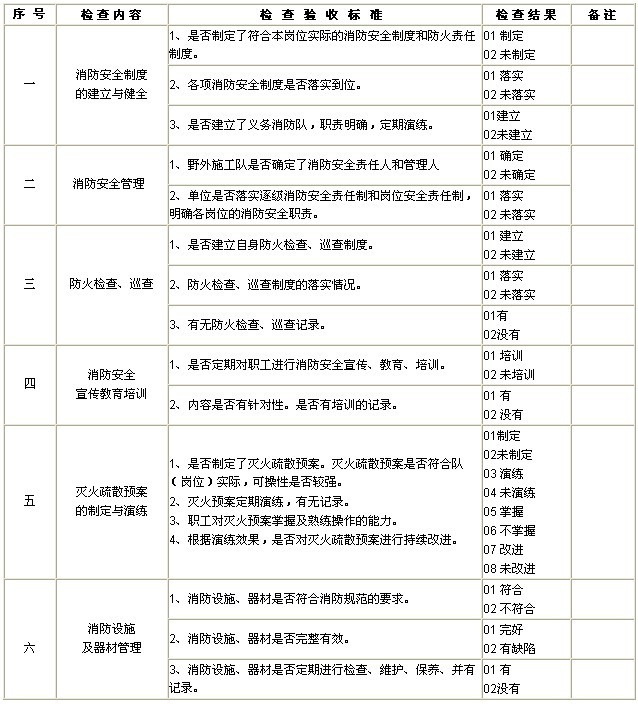 序 号 检查内容 检 查 验 收 标 准 检查结果 备注
一
消防安全制度
的建立与健全
1、是否制定了符合本岗位实际的消防安全制度和防火责任
制度。
01 制定
02 未制定
2、各项消防安全制度是否落实到位。
01 落实
02 未落实
3、是否建立了义务消防队，职责明确，定期演练。
01建立
02未建立
二
消防安全管理
1、野外施工队是否确定了消防安全责任人和管理人
01 确定
02 未确定
2、单位是否落实逐级消防安全责任制和岗位安全责任制，
明确各岗位的消防安全职责。
01 落实
02 未落实
三
防火检查、巡查
1、是否建立自身防火检查、巡查制度。
01 建立
02 未建立
2、防火检查、巡查制度的落实情况。
01 落实
02 未落实
3、有无防火检查、巡查记录。
01有
02没有
四
消防安全
宣传教育培训
1、是否定期对职工进行消防安全宣传、教育、培训。
01 培训
02 未培训
2、内容是否有针对性。是否有培训的记录。
01 有
02 没有
五
灭火疏散预案
的制定与演练
1、是否制定了灭火疏散预案。灭火疏散预案是否符合队
（岗位）实际，可操性是否较强。
2、灭火预案定期演练，有无记录。
3、职工对灭火预案掌握及熟练操作的能力。
4、根据演练效果，是否对灭火疏散预案进行持续改进。
01制定
02未制定
03 演练
04 未演练
05 掌握
06 不掌握
07 改进
08 未改进
六
消防设施
及器材管理
1、消防设施、器材是否符合消防规范的要求。
01 符合
02 不符合
2、消防设施、器材是否完整有效。
01 完好
02 有缺陷
3、消防设施、器材是否定期进行检查、维护、保养、并有
记录。
01 有
02没有